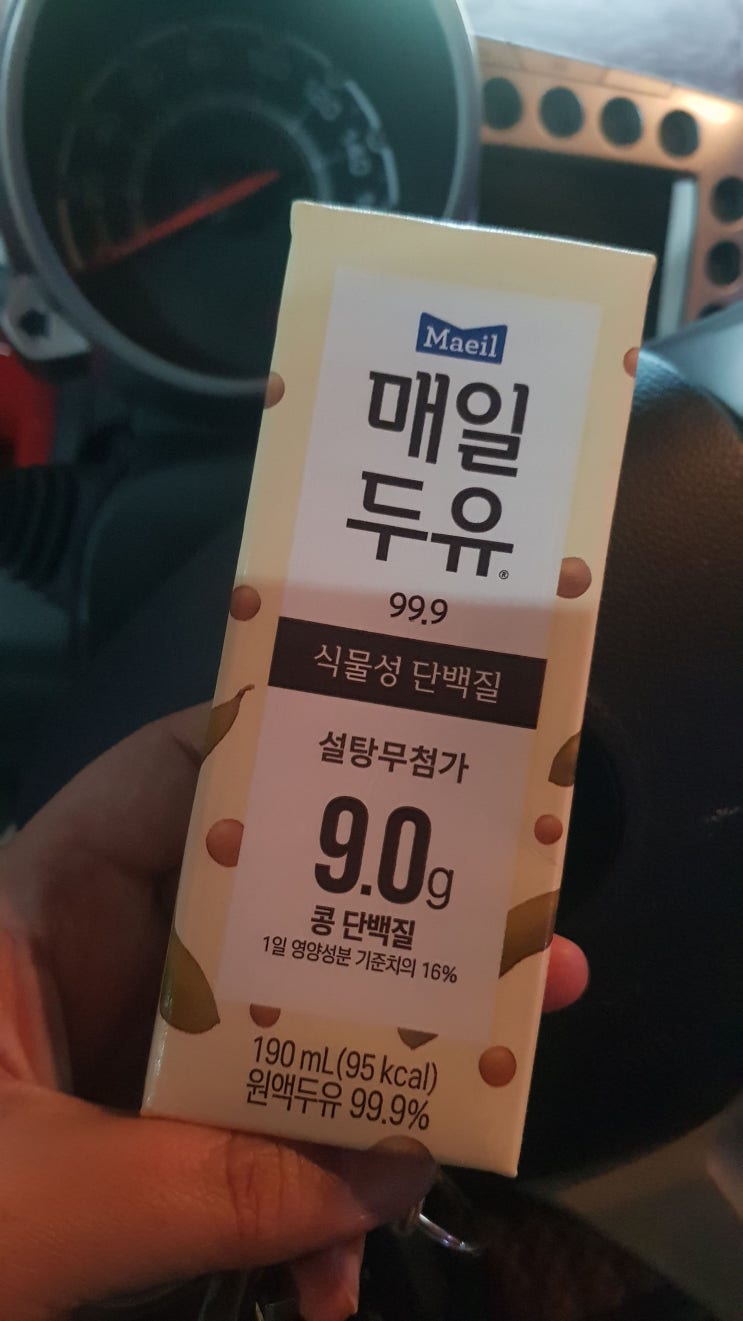 Maeil
매일
두유®
99.9
식물성 단백질
설탕무첨가
9.0g
콩 단백질
1일 영양성분 기준치의 16%
190 mL(95 kcal)
원액두유 99.9%